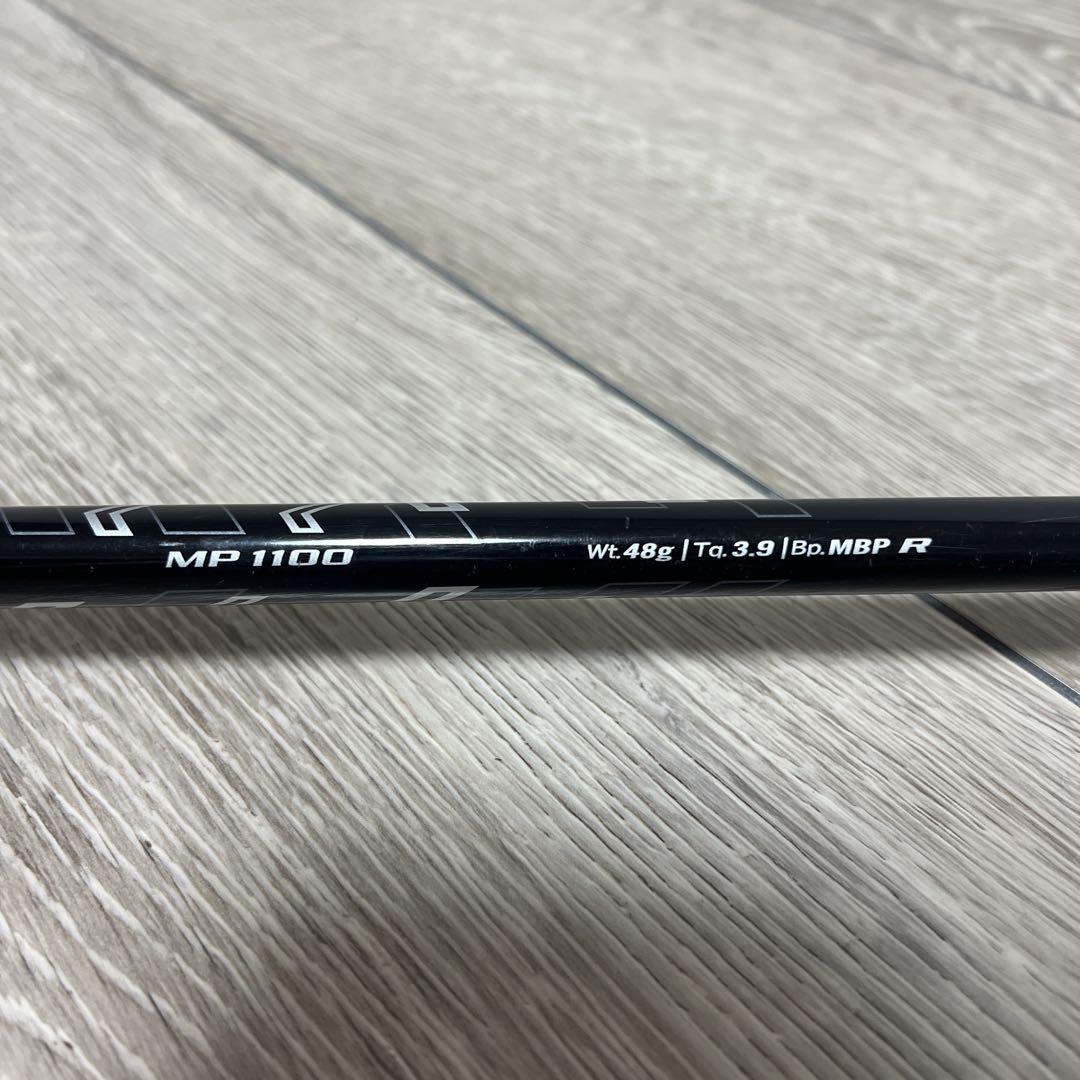 MP 1100
Wt.48g | Tq. 3.9 | Bp.MBP R